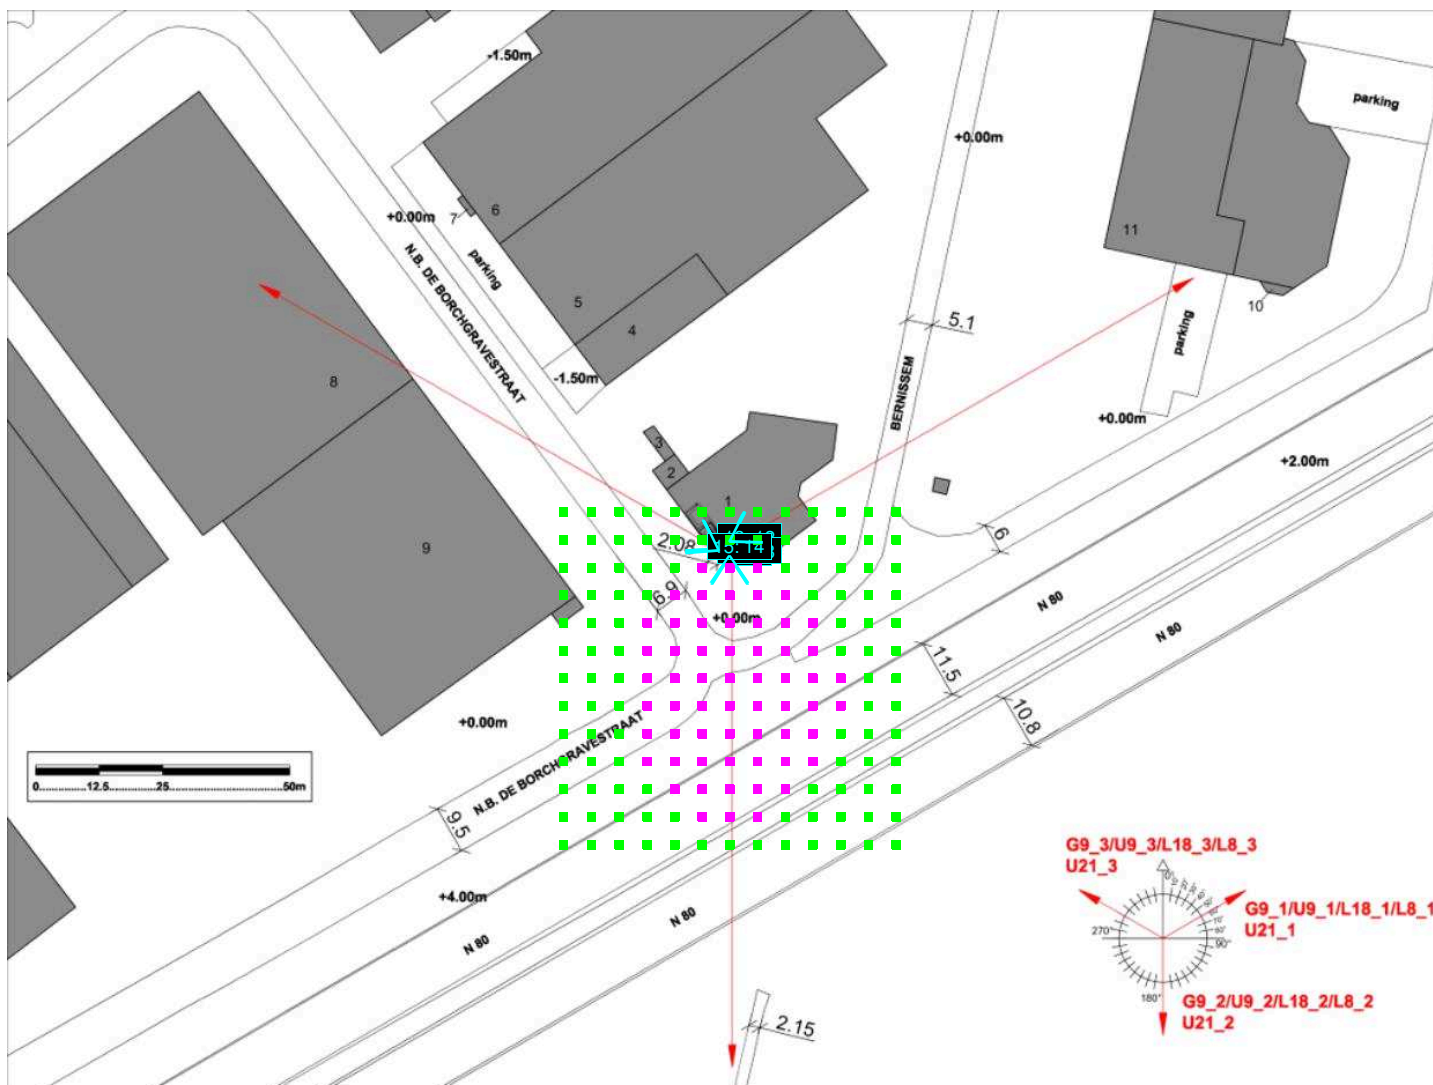 -1.50m
parking
+0.00m
+0.00m
7
6
11
parking
N.B. DE BORCHGRAVESTRAAT
5
4
10
5.1
parking
BERNISSEM
8
-1.50m
+0.00m
3
2
+2.00m
1
6
9
2.08
15. 14
6.9
+0.00m
N 80
N 80
11.5
10.8
+0.00m
N.B. DE BORCHGRAVESTRAAT
0 12.5 25 50m
9.5
+4.00m
N 80
N 80
2.15
G9_3/U9_3/L18_3/L8_3
U21_3
G9_1/U9_1/L18_1/L8_1
U21_1
270°
90°
180°
G9_2/U9_2/L18_2/L8_2
U21_2